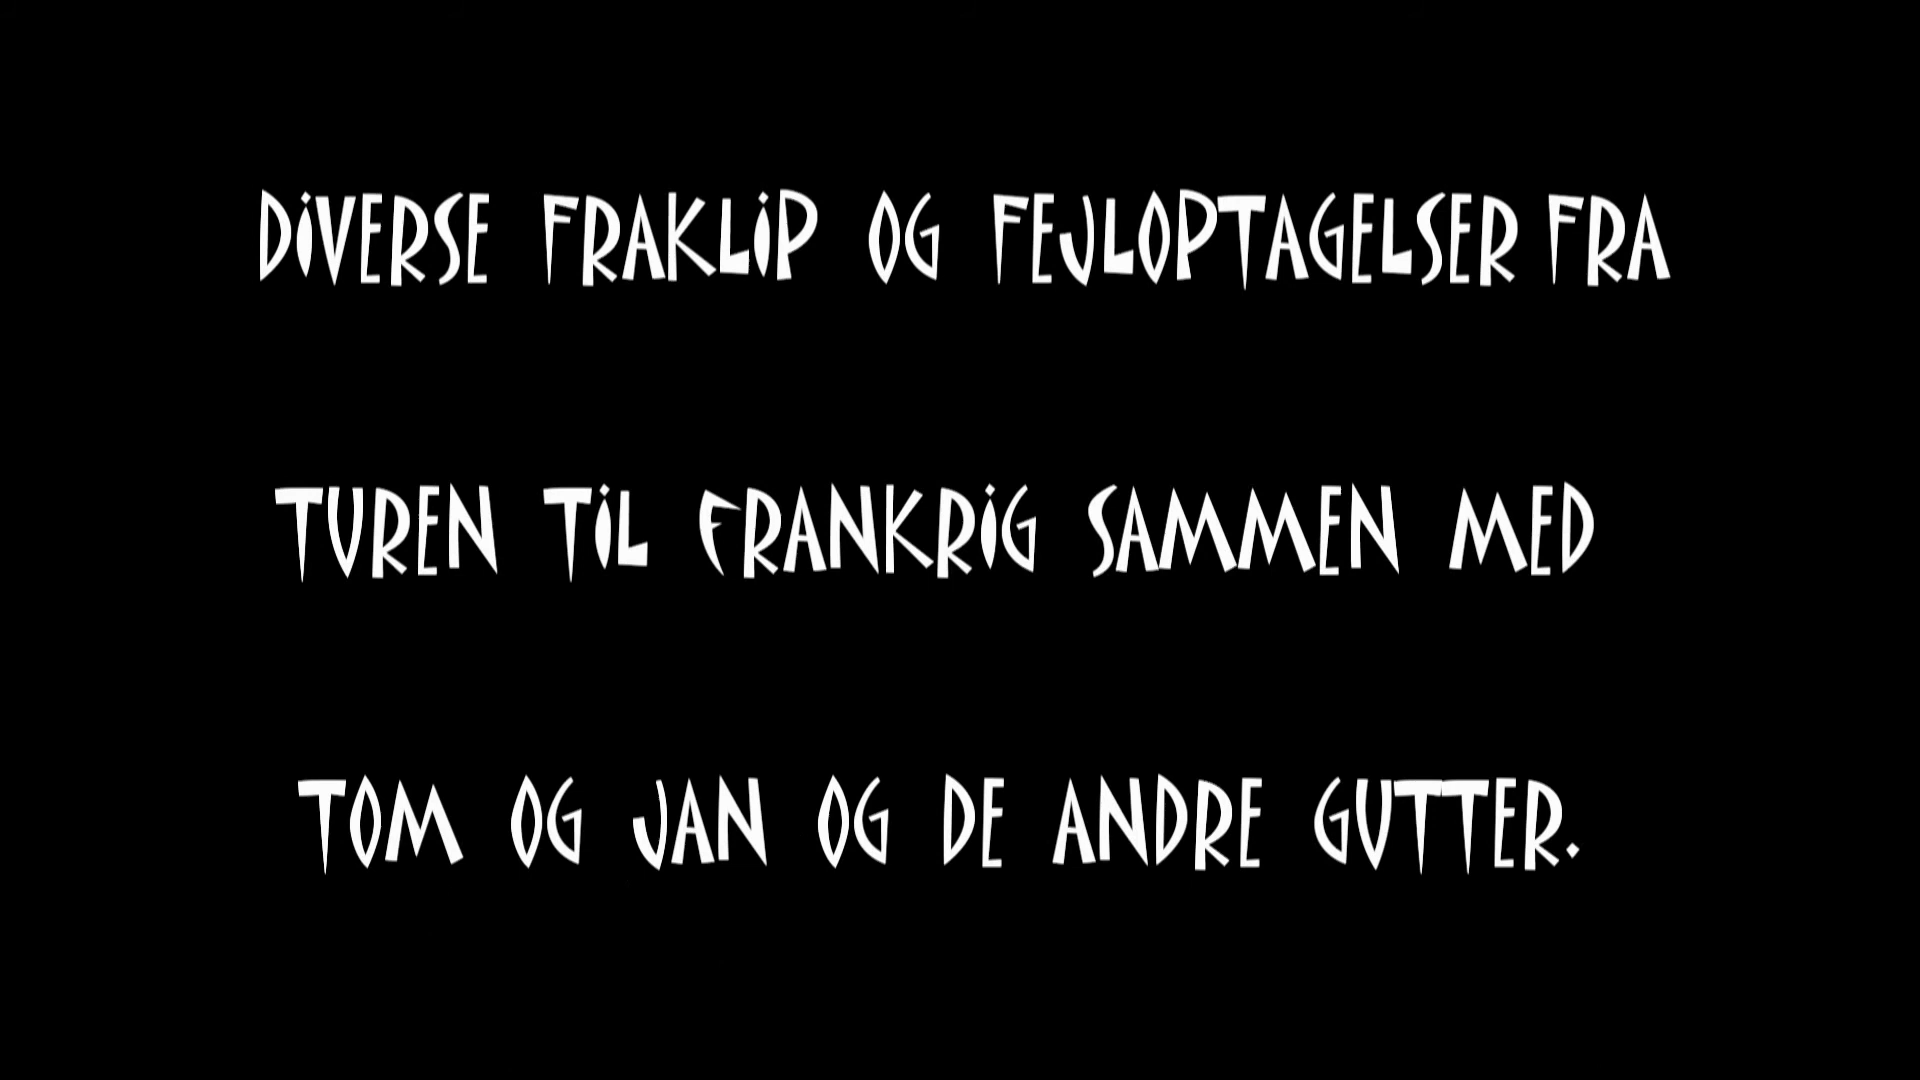 DIVERSE FRAKLIP OG FEJLOPTAGELSER FRA
TUREN TIL FRANKRIG SAMMEN MED
TOM OG JAN OG DE ANDRE GUTTER.